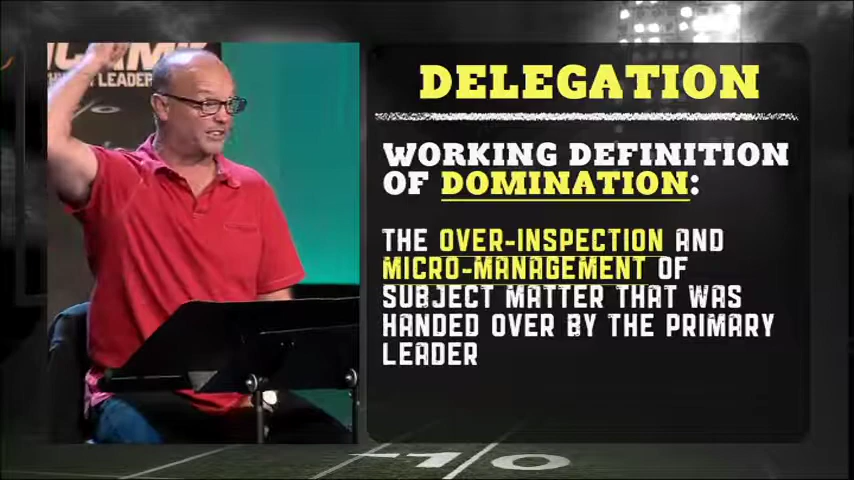 LEADER
DELEGATION
WORKING DEFINITION
OF DOMINATION:
THE OVER-INSPECTION AND
MICRO-MANAGEMENT OF
SUBJECT MATTER THAT WAS
HANDED OVER BY THE PRIMARY
LEADER
10